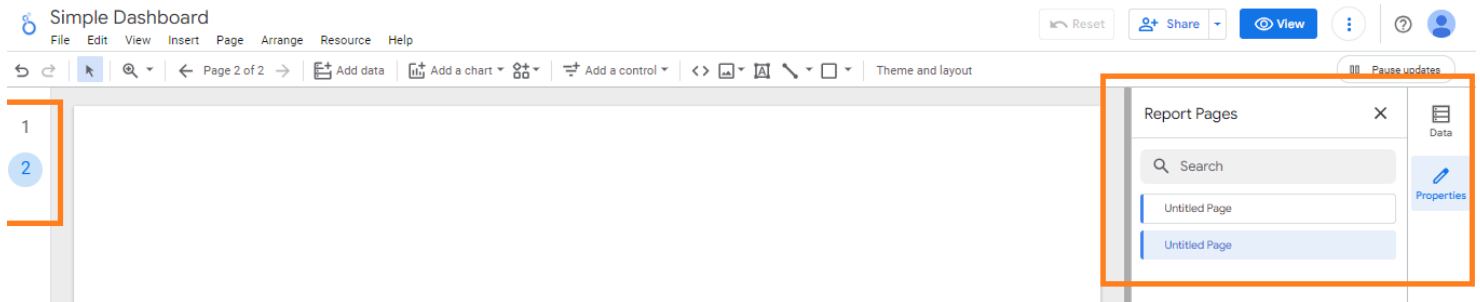 Simple Dashboard
Reset
Share
View
File Edit View Insert Page Arrange Resource Help
Page 2 of 2
Add data
Add a chart
Add a control
Theme and layout
Pause updates
1
2
Report Pages
Data
Search
Properties
Untitled Page
Untitled Page